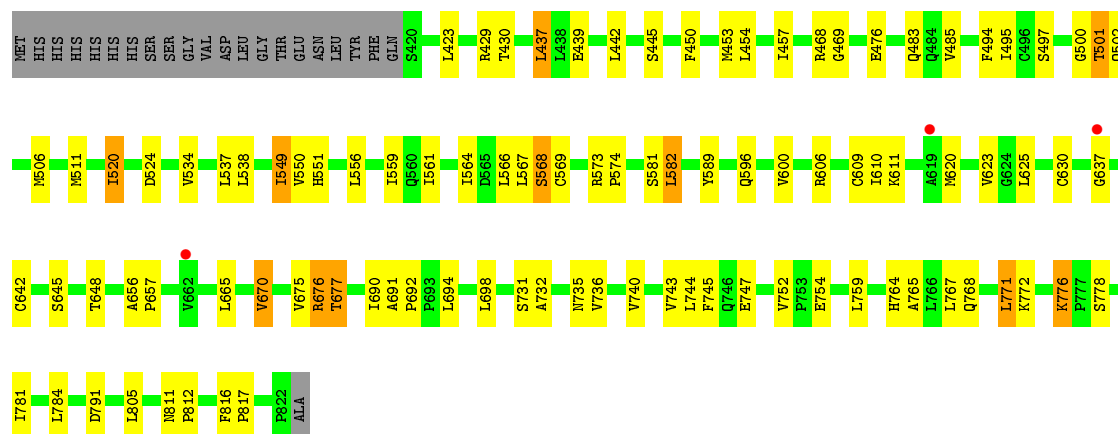 MET HIS HIS HIS HIS HIS HIS SER SER GLY VAL ASP LEU GLY THR GLU ASN LEU TYR PHE GLN S420 L423 R429 T430 L437 L438 E439 L442 S445 F450 M453 L454 I457 R468 G469 E476 Q483 Q484 V485 F494 I495 C496 S497 G500 T501 Q502
M506 M511 I520 D524 V534 L537 L538 I549 V550 H551 L556 I559 Q560 I561 I564 D565 L566 L567 S568 C569 R573 P574 S581 L582 Y589 Q596 V600 R606 C609 I610 K611 A619 M620 V623 G624 L625 C630 G637
C642 S645 T648 A656 P657 V662 L665 V670 V675 R676 T677 I690 A691 P692 P693 L694 L698 S731 A732 N735 V736 V740 V743 L744 F745 Q746 E747 V752 P753 E754 L759 H764 A765 L766 L767 Q768 L771 K772 K776 P777 S778
I781 L784 D791 L805 N811 P812 F816 P817 P822 ALA